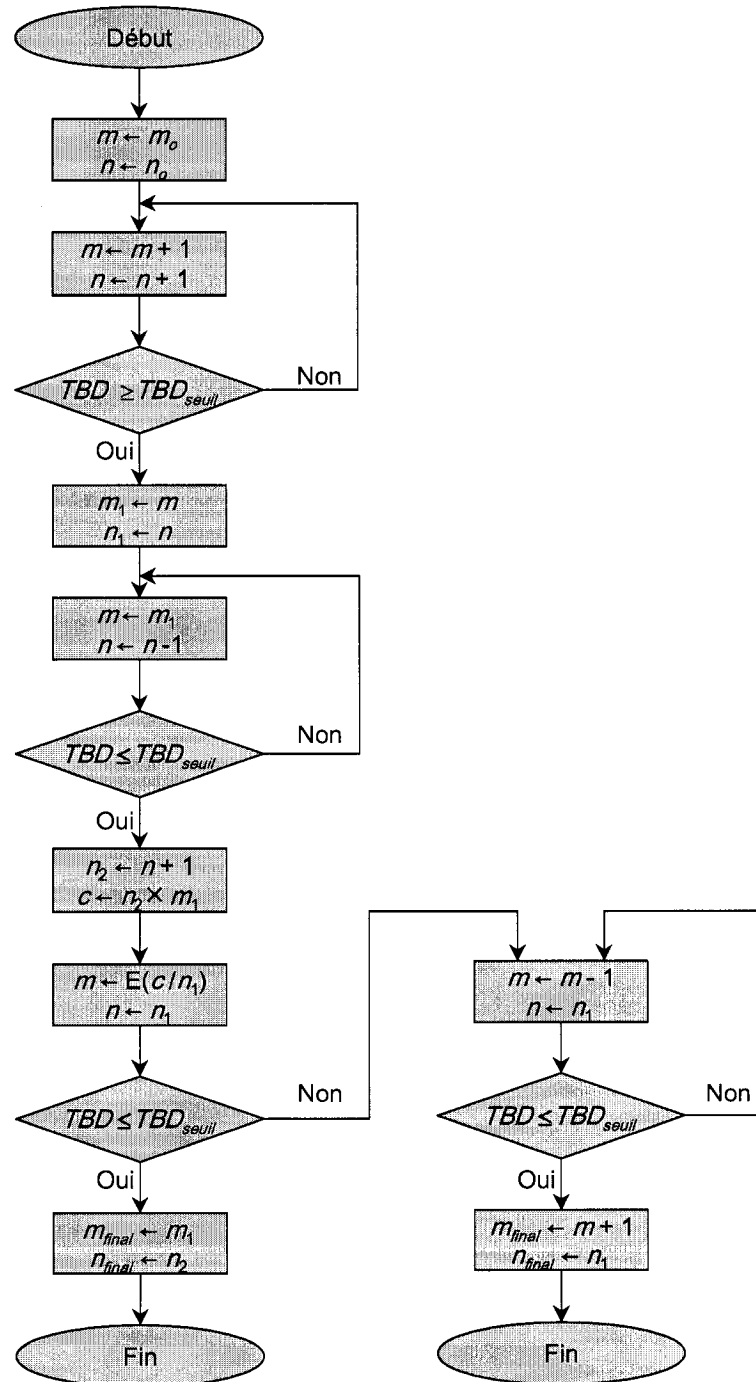 Début
m ← m₀
n ← n₀
m ← m + 1
n ← n + 1
TBD ≥ TBD_seuil
Non
Oui
m₁ ← m
n₁ ← n
m ← m₁
n ← n-1
TBD ≤ TBD_seuil
Non
Oui
n₂ ← n + 1
c ← n₂ × m₁
m ← E(c/n₁)
n ← n₁
TBD ≤ TBD_seuil
Non
Oui
m_final ← m₁
n_final ← n₂
Fin
m ← m - 1
n ← n₁
TBD ≤ TBD_seuil
Non
Oui
m_final ← m + 1
n_final ← n₁
Fin